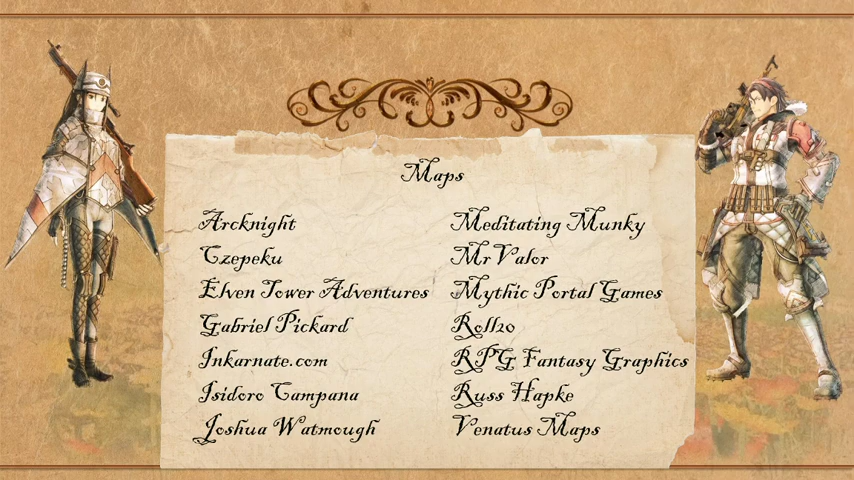 Maps
Arcknight
Czepeku
Elven Tower Adventures
Gabriel Pickard
Inkarnate.com
Isidoro Campana
Joshua Watmough
Meditating Munky
MrValor
Mythic Portal Games
Roll20
RPG Fantasy Graphics
Russ Hapke
Venatus Maps